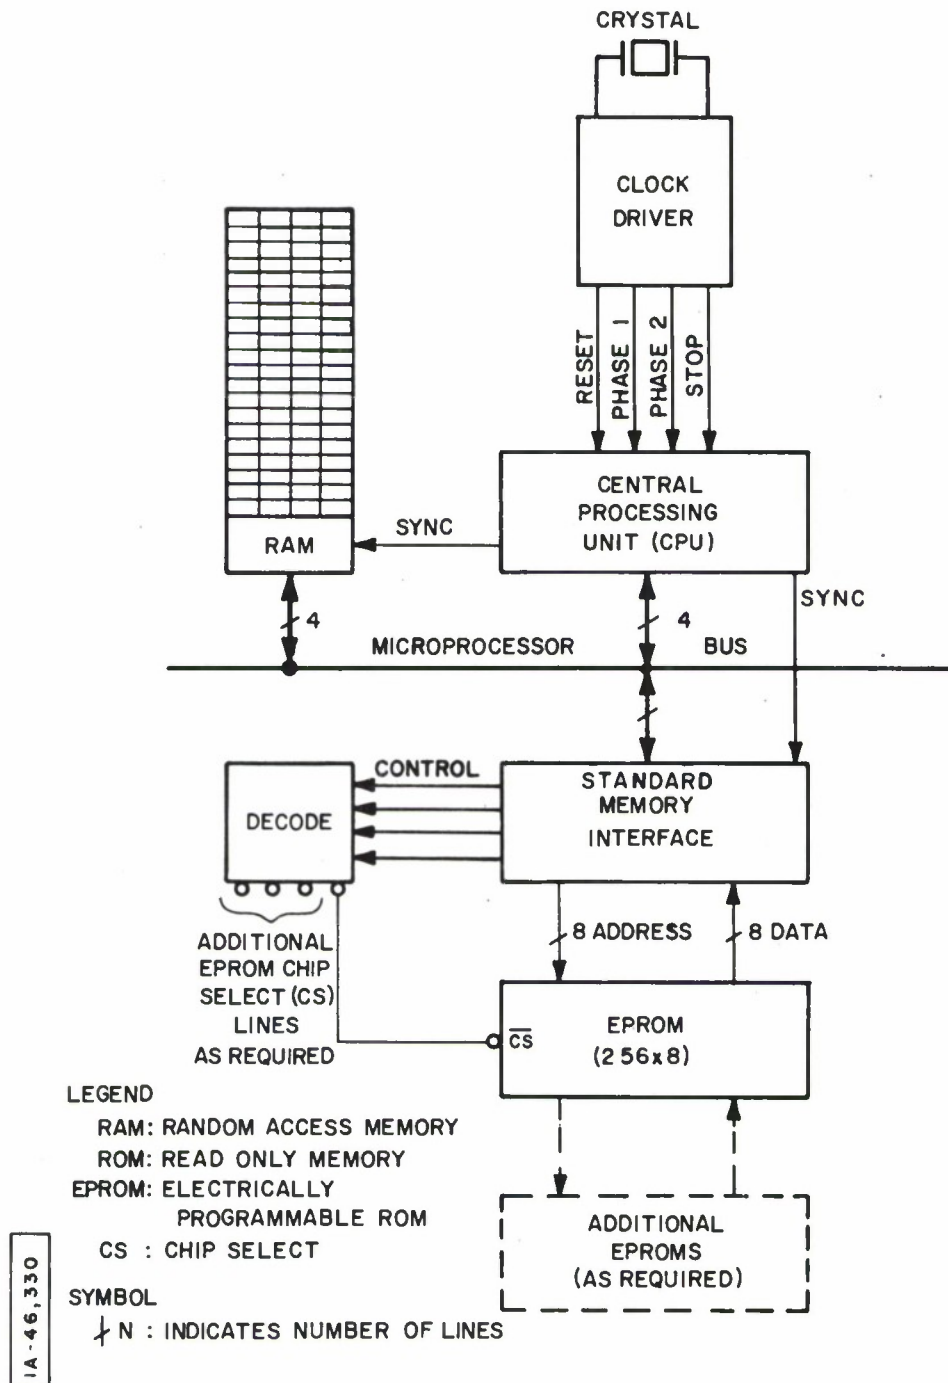 CRYSTAL
CLOCK
DRIVER
RESET
PHASE 1
PHASE 2
STOP
CENTRAL
PROCESSING
UNIT (CPU)
SYNC
RAM
SYNC
4
4
MICROPROCESSOR BUS
CONTROL
DECODE
STANDARD
MEMORY
INTERFACE
8 ADDRESS
8 DATA
ADDITIONAL
EPROM CHIP
SELECT (CS)
LINES
AS REQUIRED
CS
EPROM
(256x8)
ADDITIONAL
EPROMS
(AS REQUIRED)
LEGEND
RAM: RANDOM ACCESS MEMORY
ROM: READ ONLY MEMORY
EPROM: ELECTRICALLY
PROGRAMMABLE ROM
CS : CHIP SELECT
SYMBOL
N : INDICATES NUMBER OF LINES
IA-46,330